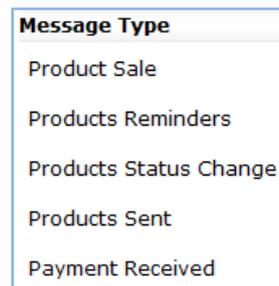 Message Type
Product Sale
Products Reminders
Products Status Change
Products Sent
Payment Received